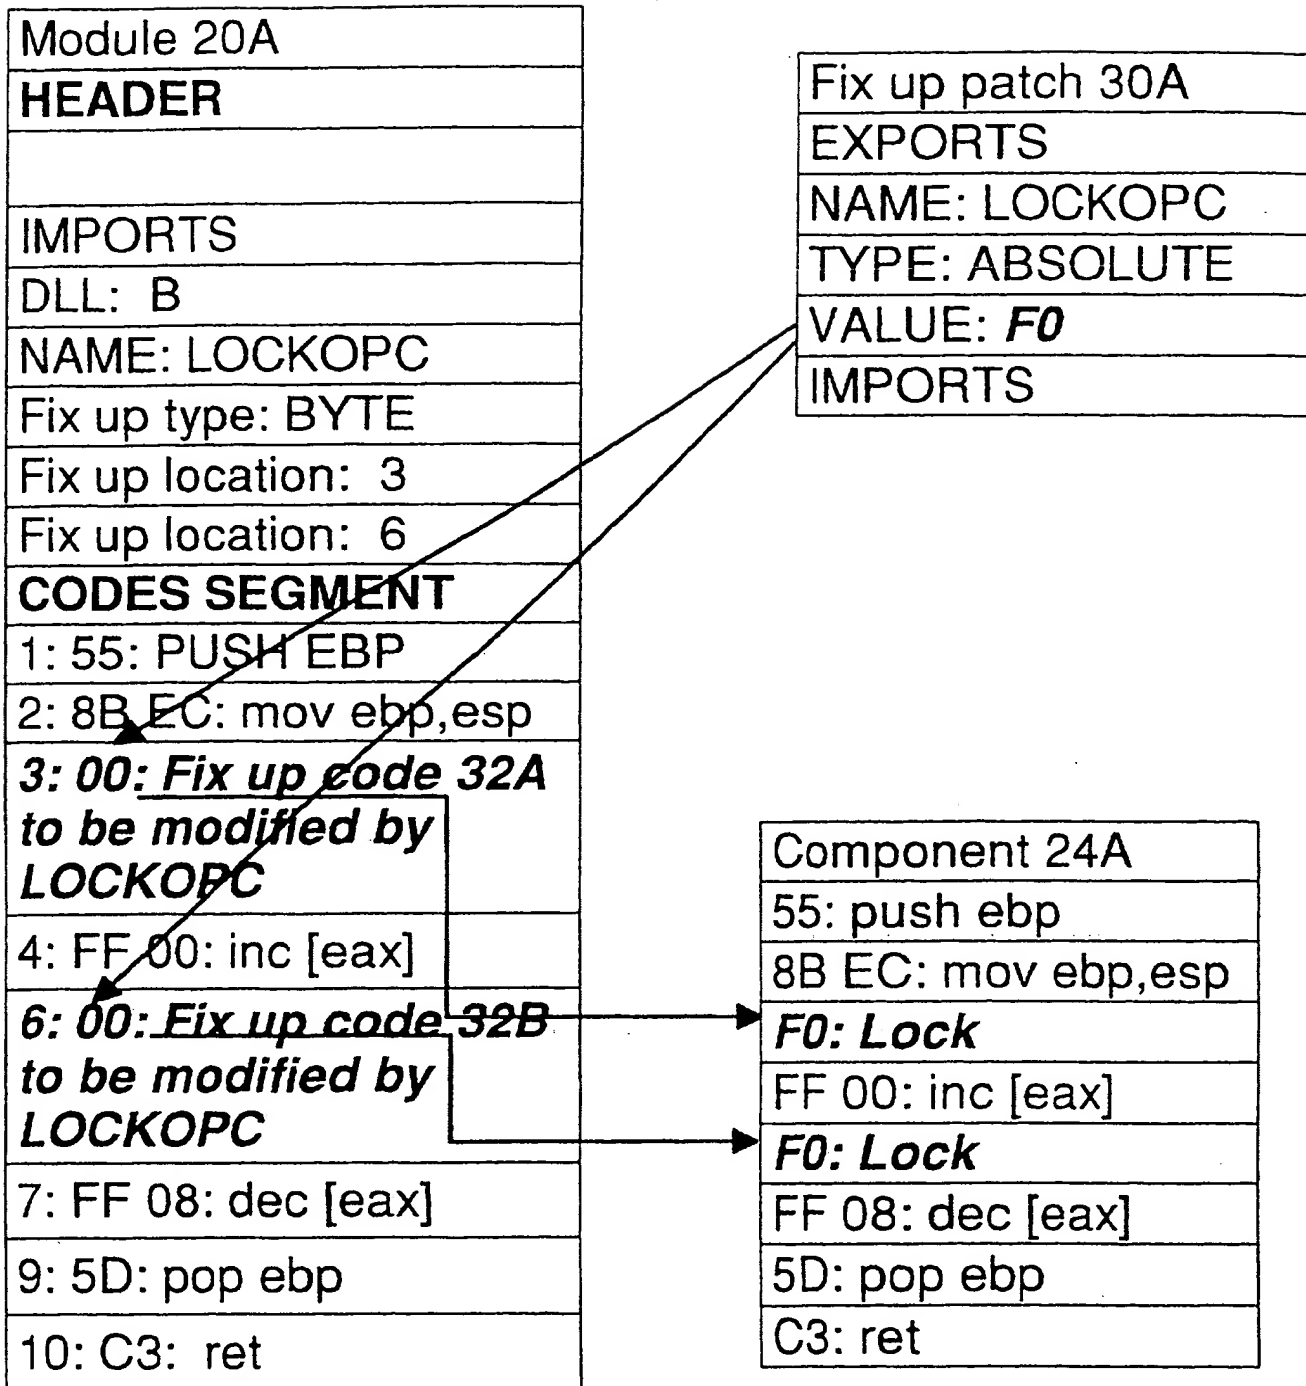 Module 20A
HEADER
IMPORTS
DLL: B
NAME: LOCKOPC
Fix up type: BYTE
Fix up location: 3
Fix up location: 6
CODES SEGMENT
1: 55: PUSH EBP
2: 8B EC: mov ebp,esp
3: 00: Fix up code 32A
to be modified by
LOCKOPC
4: FF 00: inc [eax]
6: 00: Fix up code 32B
to be modified by
LOCKOPC
7: FF 08: dec [eax]
9: 5D: pop ebp
10: C3: ret
Fix up patch 30A
EXPORTS
NAME: LOCKOPC
TYPE: ABSOLUTE
VALUE: F0
IMPORTS
Component 24A
55: push ebp
8B EC: mov ebp,esp
F0: Lock
FF 00: inc [eax]
F0: Lock
FF 08: dec [eax]
5D: pop ebp
C3: ret